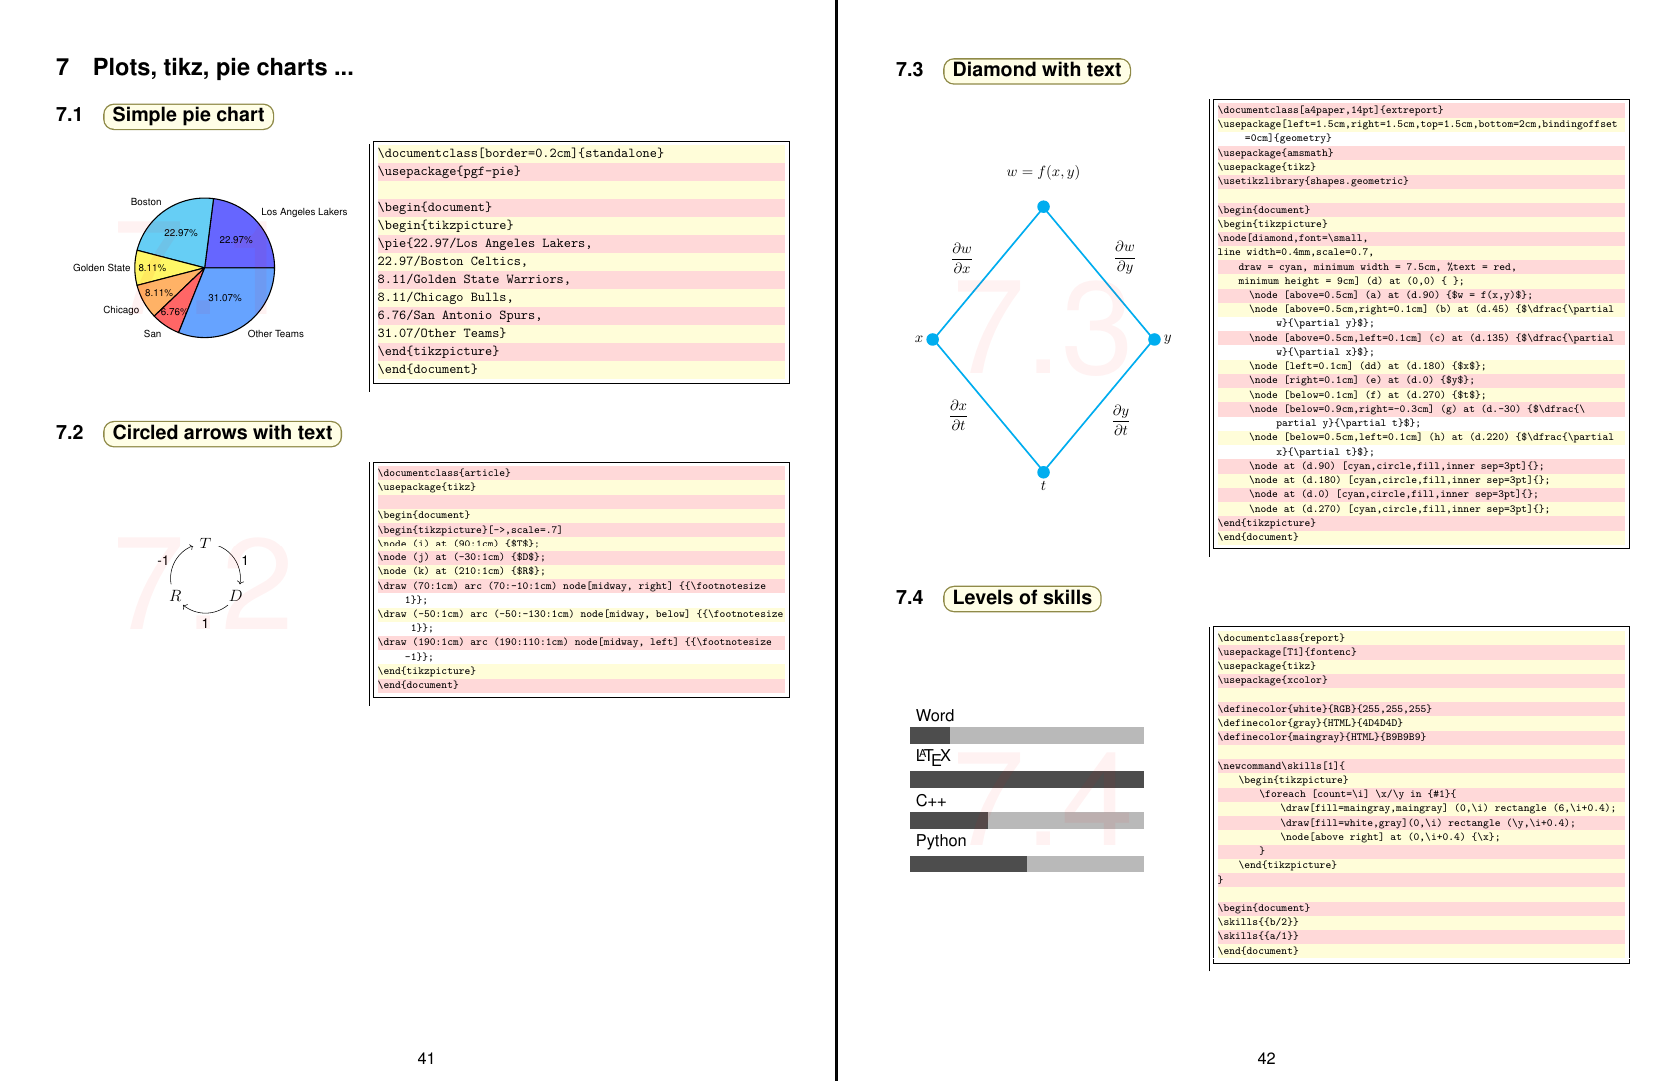 7 Plots, tikz, pie charts ...
7.1 Simple pie chart
7.1
Boston
Los Angeles Lakers
22.97%
22.97%
Golden State
8.11%
8.11%
31.07%
Chicago
6.76%
San
Other Teams
\documentclass[border=0.2cm]{standalone}
\usepackage{pgf-pie}
\begin{document}
\begin{tikzpicture}
\pie{22.97/Los Angeles Lakers,
22.97/Boston Celtics,
8.11/Golden State Warriors,
8.11/Chicago Bulls,
6.76/San Antonio Spurs,
31.07/Other Teams}
\end{tikzpicture}
\end{document}
7.2 Circled arrows with text
7.2
T
-1
1
R
D
1
\documentclass{article}
\usepackage{tikz}
\begin{document}
\begin{tikzpicture}[->,scale=.7]
\node (i) at (90:1cm) {$T$};
\node (j) at (-30:1cm) {$D$};
\node (k) at (210:1cm) {$R$};
\draw (70:1cm) arc (70:-10:1cm) node[midway, right] {{\footnotesize
1}};
\draw (-50:1cm) arc (-50:-130:1cm) node[midway, below] {{\footnotesize
1}};
\draw (190:1cm) arc (190:110:1cm) node[midway, left] {{\footnotesize
-1}};
\end{tikzpicture}
\end{document}
41
7.3 Diamond with text
7.3
w = f(x, y)
∂w
∂x
∂w
∂y
x
y
∂x
∂t
∂y
∂t
t
\documentclass[a4paper,14pt]{extreport}
\usepackage[left=1.5cm,right=1.5cm,top=1.5cm,bottom=2cm,bindingoffset
=0cm]{geometry}
\usepackage{amsmath}
\usepackage{tikz}
\usetikzlibrary{shapes.geometric}
\begin{document}
\begin{tikzpicture}
\node[diamond,font=\small,
line width=0.4mm,scale=0.7,
draw = cyan, minimum width = 7.5cm, %text = red,
minimum height = 9cm] (d) at (0,0) { };
\node [above=0.5cm] (a) at (d.90) {$w = f(x,y)$};
\node [above=0.5cm,right=0.1cm] (b) at (d.45) {$\dfrac{\partial
w}{\partial y}$};
\node [above=0.5cm,left=0.1cm] (c) at (d.135) {$\dfrac{\partial
w}{\partial x}$};
\node [left=0.1cm] (dd) at (d.180) {$x$};
\node [right=0.1cm] (e) at (d.0) {$y$};
\node [below=0.1cm] (f) at (d.270) {$t$};
\node [below=0.9cm,right=-0.3cm] (g) at (d.-30) {$\dfrac{\
partial y}{\partial t}$};
\node [below=0.5cm,left=0.1cm] (h) at (d.220) {$\dfrac{\partial
x}{\partial t}$};
\node at (d.90) [cyan,circle,fill,inner sep=3pt]{};
\node at (d.180) [cyan,circle,fill,inner sep=3pt]{};
\node at (d.0) [cyan,circle,fill,inner sep=3pt]{};
\node at (d.270) [cyan,circle,fill,inner sep=3pt]{};
\end{tikzpicture}
\end{document}
7.4 Levels of skills
7.4
Word
LATEX
C++
Python
\documentclass{report}
\usepackage[T1]{fontenc}
\usepackage{tikz}
\usepackage{xcolor}
\definecolor{white}{RGB}{255,255,255}
\definecolor{gray}{HTML}{4D4D4D}
\definecolor{maingray}{HTML}{B9B9B9}
\newcommand\skills[1]{
\begin{tikzpicture}
\foreach [count=\i] \x/\y in {#1}{
\draw[fill=maingray,maingray] (0,\i) rectangle (6,\i+0.4);
\draw[fill=white,gray](0,\i) rectangle (\y,\i+0.4);
\node[above right] at (0,\i+0.4) {\x};
}
\end{tikzpicture}
}
\begin{document}
\skills{{b/2}}
\skills{{a/1}}
\end{document}
42